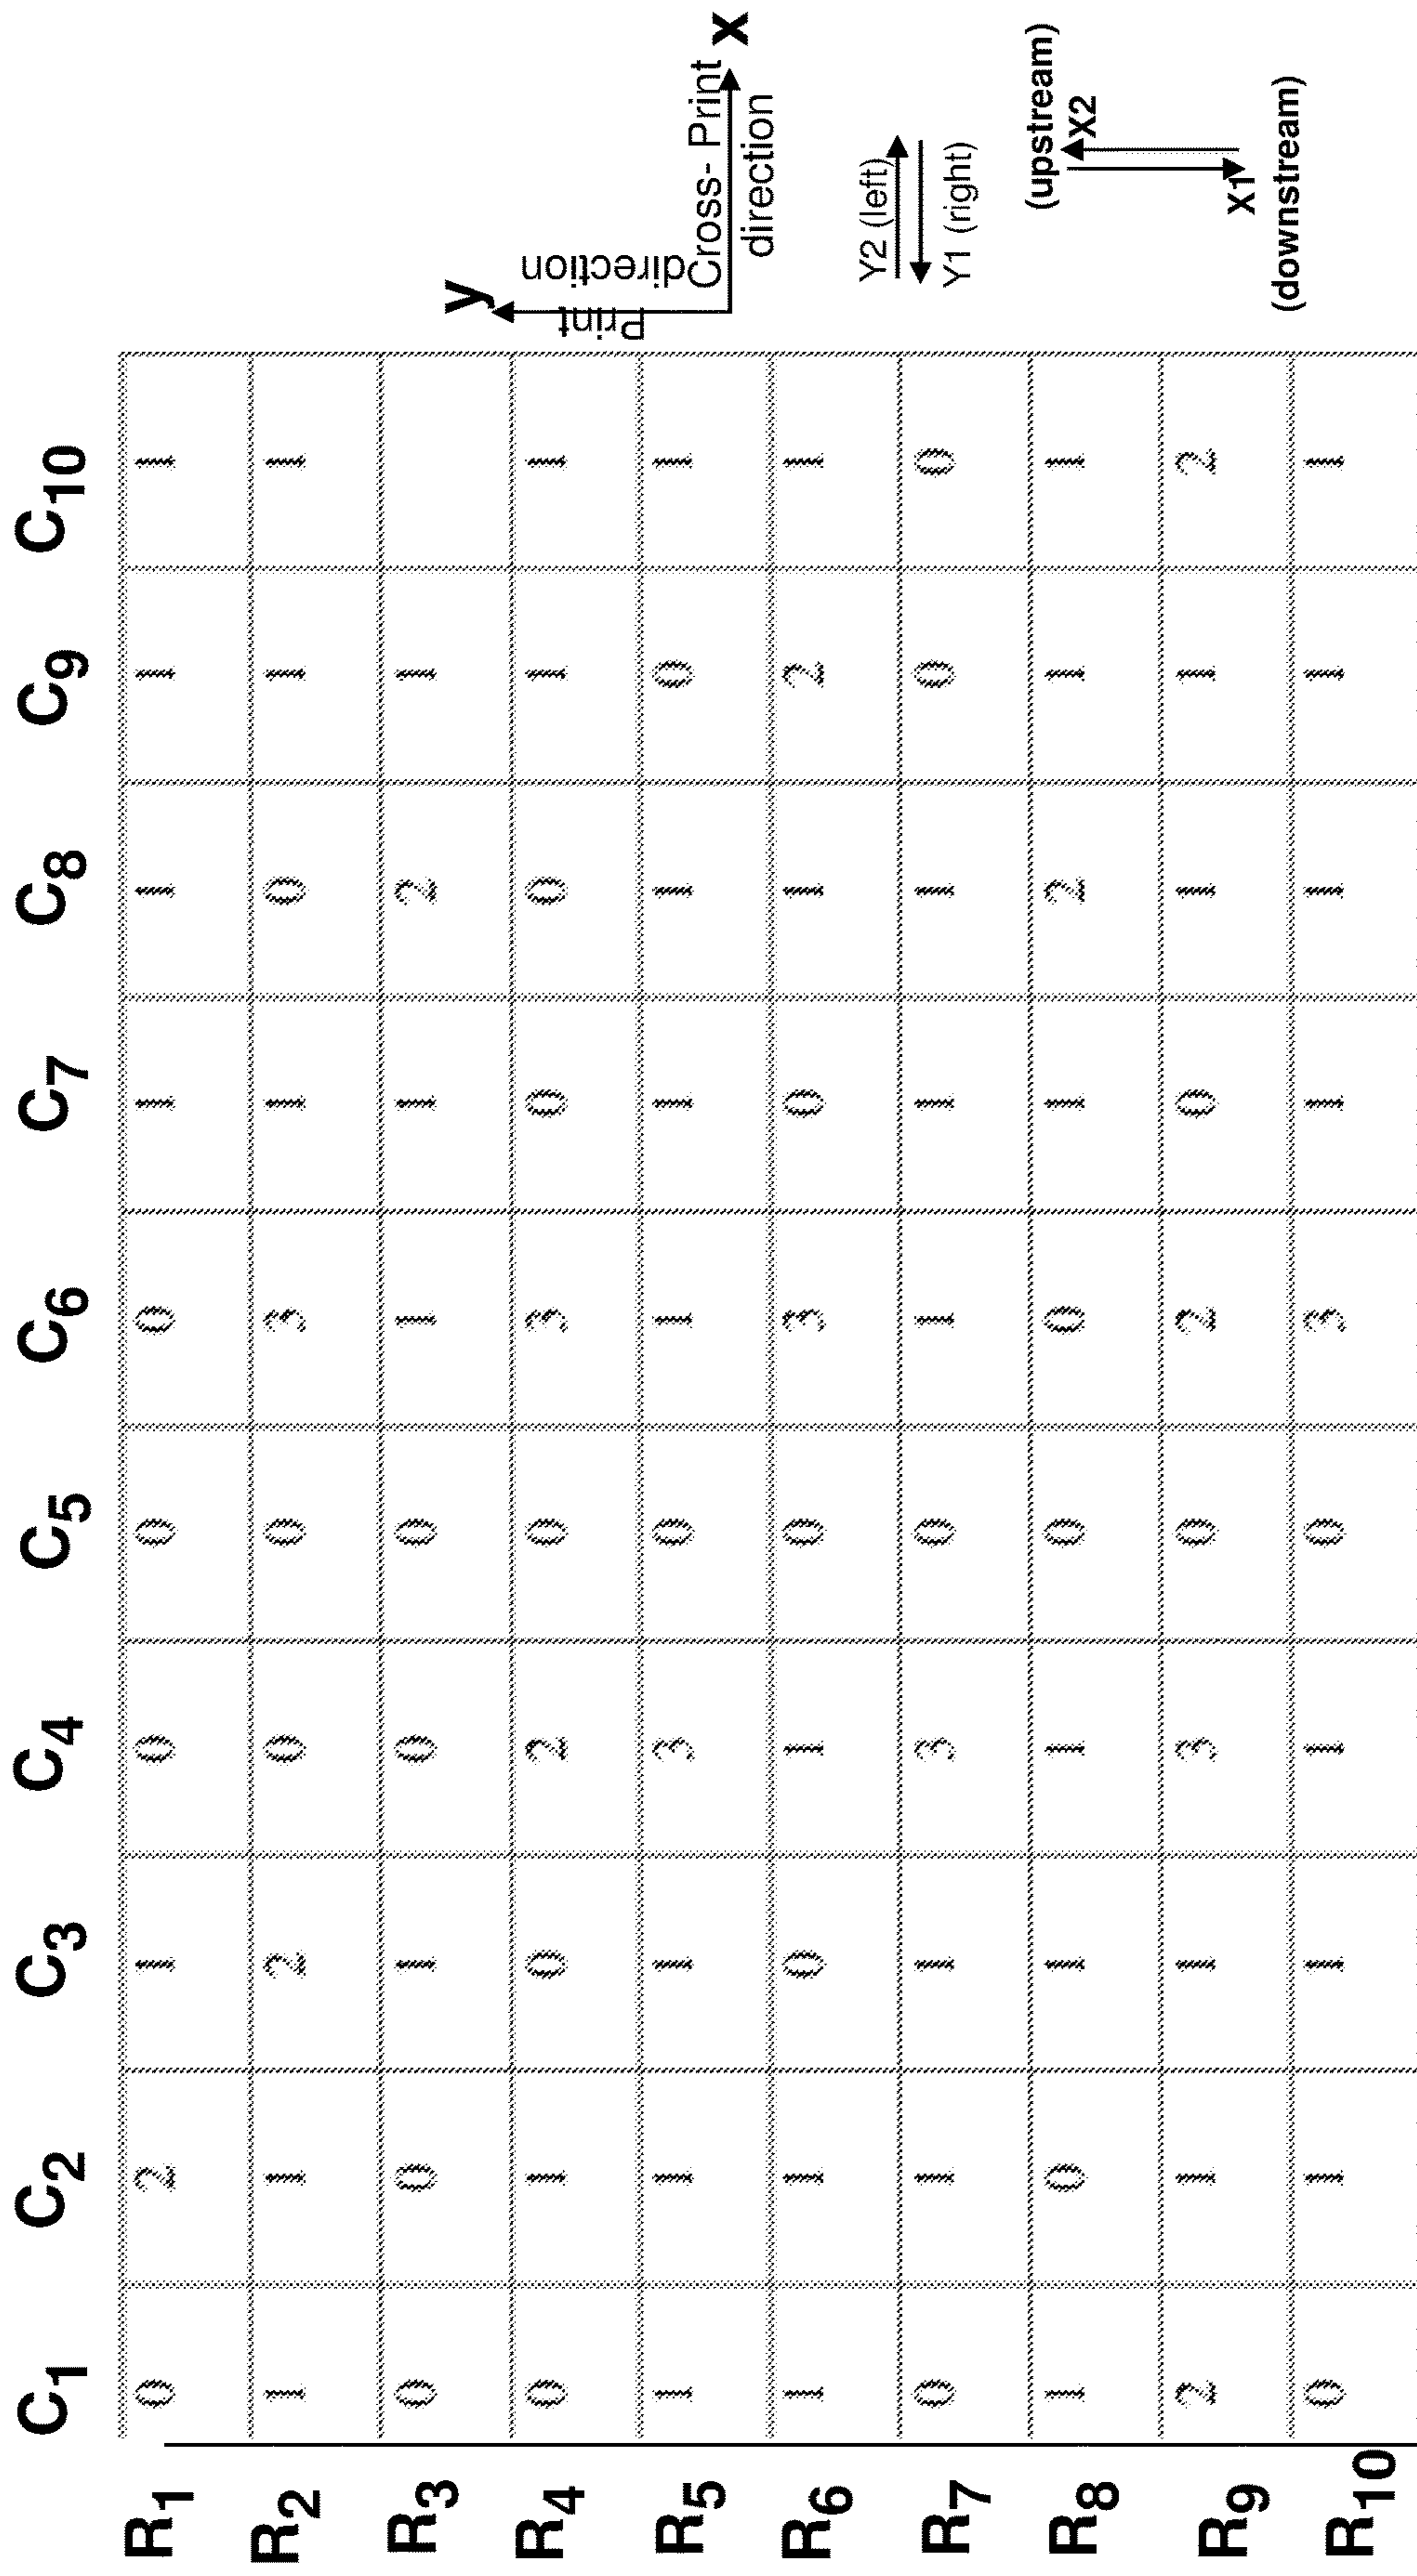 C1 C2 C3 C4 C5 C6 C7 C8 C9 C10
R1 0 2 1 0 0 0 1 1 1 1
R2 1 1 2 0 0 3 1 0 1 1
R3 0 0 1 0 0 1 1 2 1
R4 0 1 0 2 0 3 0 0 1 1
R5 1 1 1 3 0 1 1 1 0 1
R6 1 1 0 1 0 3 0 1 2 1
R7 0 1 1 3 0 1 1 1 0 0
R8 1 0 1 1 0 0 1 2 1 1
R9 2 1 1 3 0 2 0 1 1 2
R10 0 1 1 1 0 3 1 1 1 1
y
Print
direction
Cross- Print
direction
x
Y2 (left)
Y1 (right)
(upstream)
X2
X1
(downstream)